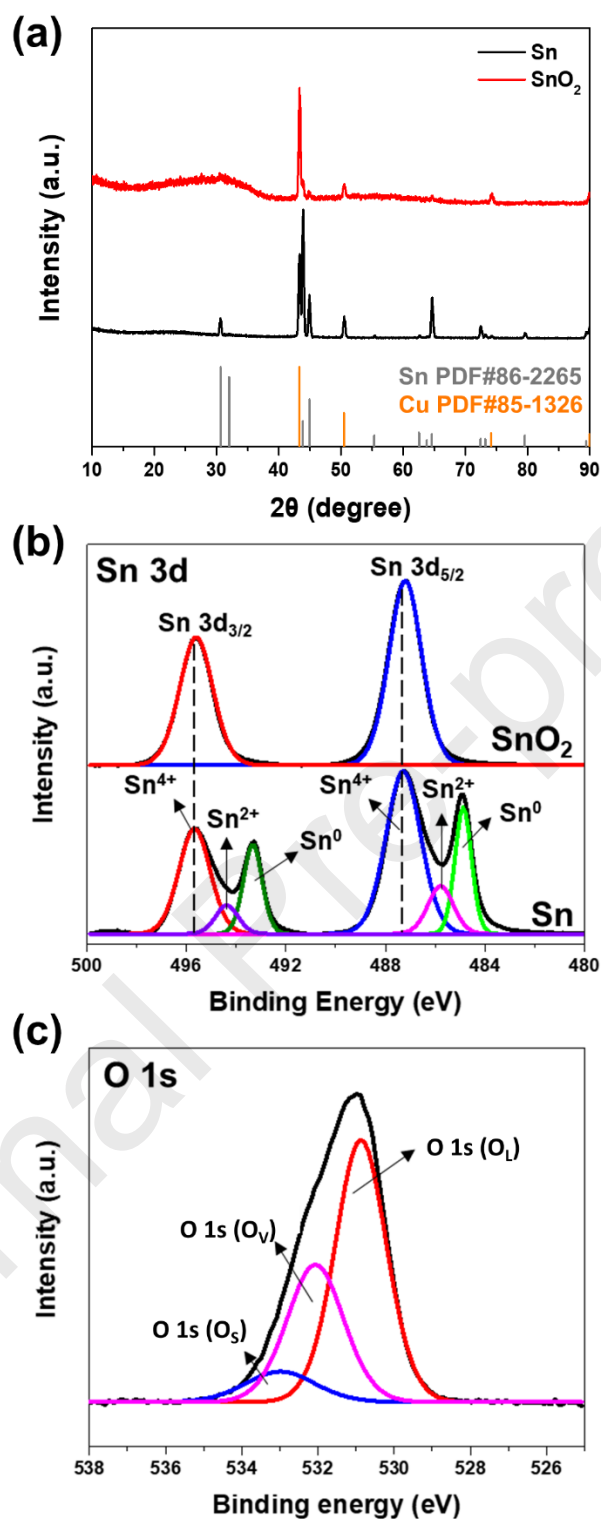 (a)
Sn
SnO₂
Intensity (a.u.)
Sn PDF#86-2265
Cu PDF#85-1326
10 20 30 40 50 60 70 80 90
2θ (degree)
(b)
Sn 3d
Sn 3d₃/₂
Sn 3d₅/₂
SnO₂
Intensity (a.u.)
Sn⁴⁺
Sn²⁺
Sn⁰
Sn⁴⁺
Sn²⁺
Sn⁰
Sn
500 496 492 488 484 480
Binding Energy (eV)
(c)
O 1s
O 1s (O_L)
O 1s (O_V)
O 1s (O_S)
Intensity (a.u.)
538 536 534 532 530 528 526
Binding energy (eV)